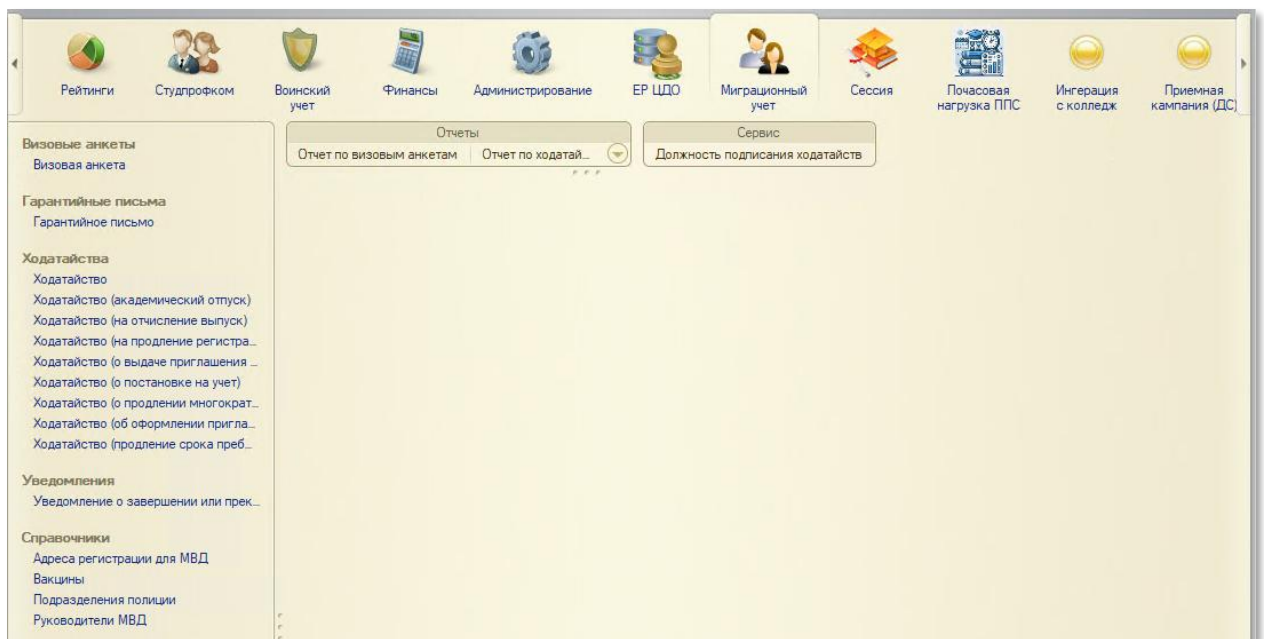 Рейтинги
Студпрофком
Воинский
учет
Финансы
Администрирование
ЕР ЦДО
Миграционный
учет
Сессия
Почасовая
нагрузка ППС
Ингерация
с колледж
Приемная
кампания (ДС)
Визовые анкеты
Визовая анкета
Гарантийные письма
Гарантийное письмо
Ходатайства
Ходатайство
Ходатайство (академический отпуск)
Ходатайство (на отчисление выпуск)
Ходатайство (на продление регистра...
Ходатайство (о выдаче приглашения ...
Ходатайство (о постановке на учет)
Ходатайство (о продлении многократ...
Ходатайство (об оформлении пригла...
Ходатайство (продление срока преб...
Уведомления
Уведомление о завершении или прек...
Справочники
Адреса регистрации для МВД
Вакцины
Подразделения полиции
Руководители МВД
Отчеты
Отчет по визовым анкетам
Отчет по ходатай...
Сервис
Должность подписания ходатайств